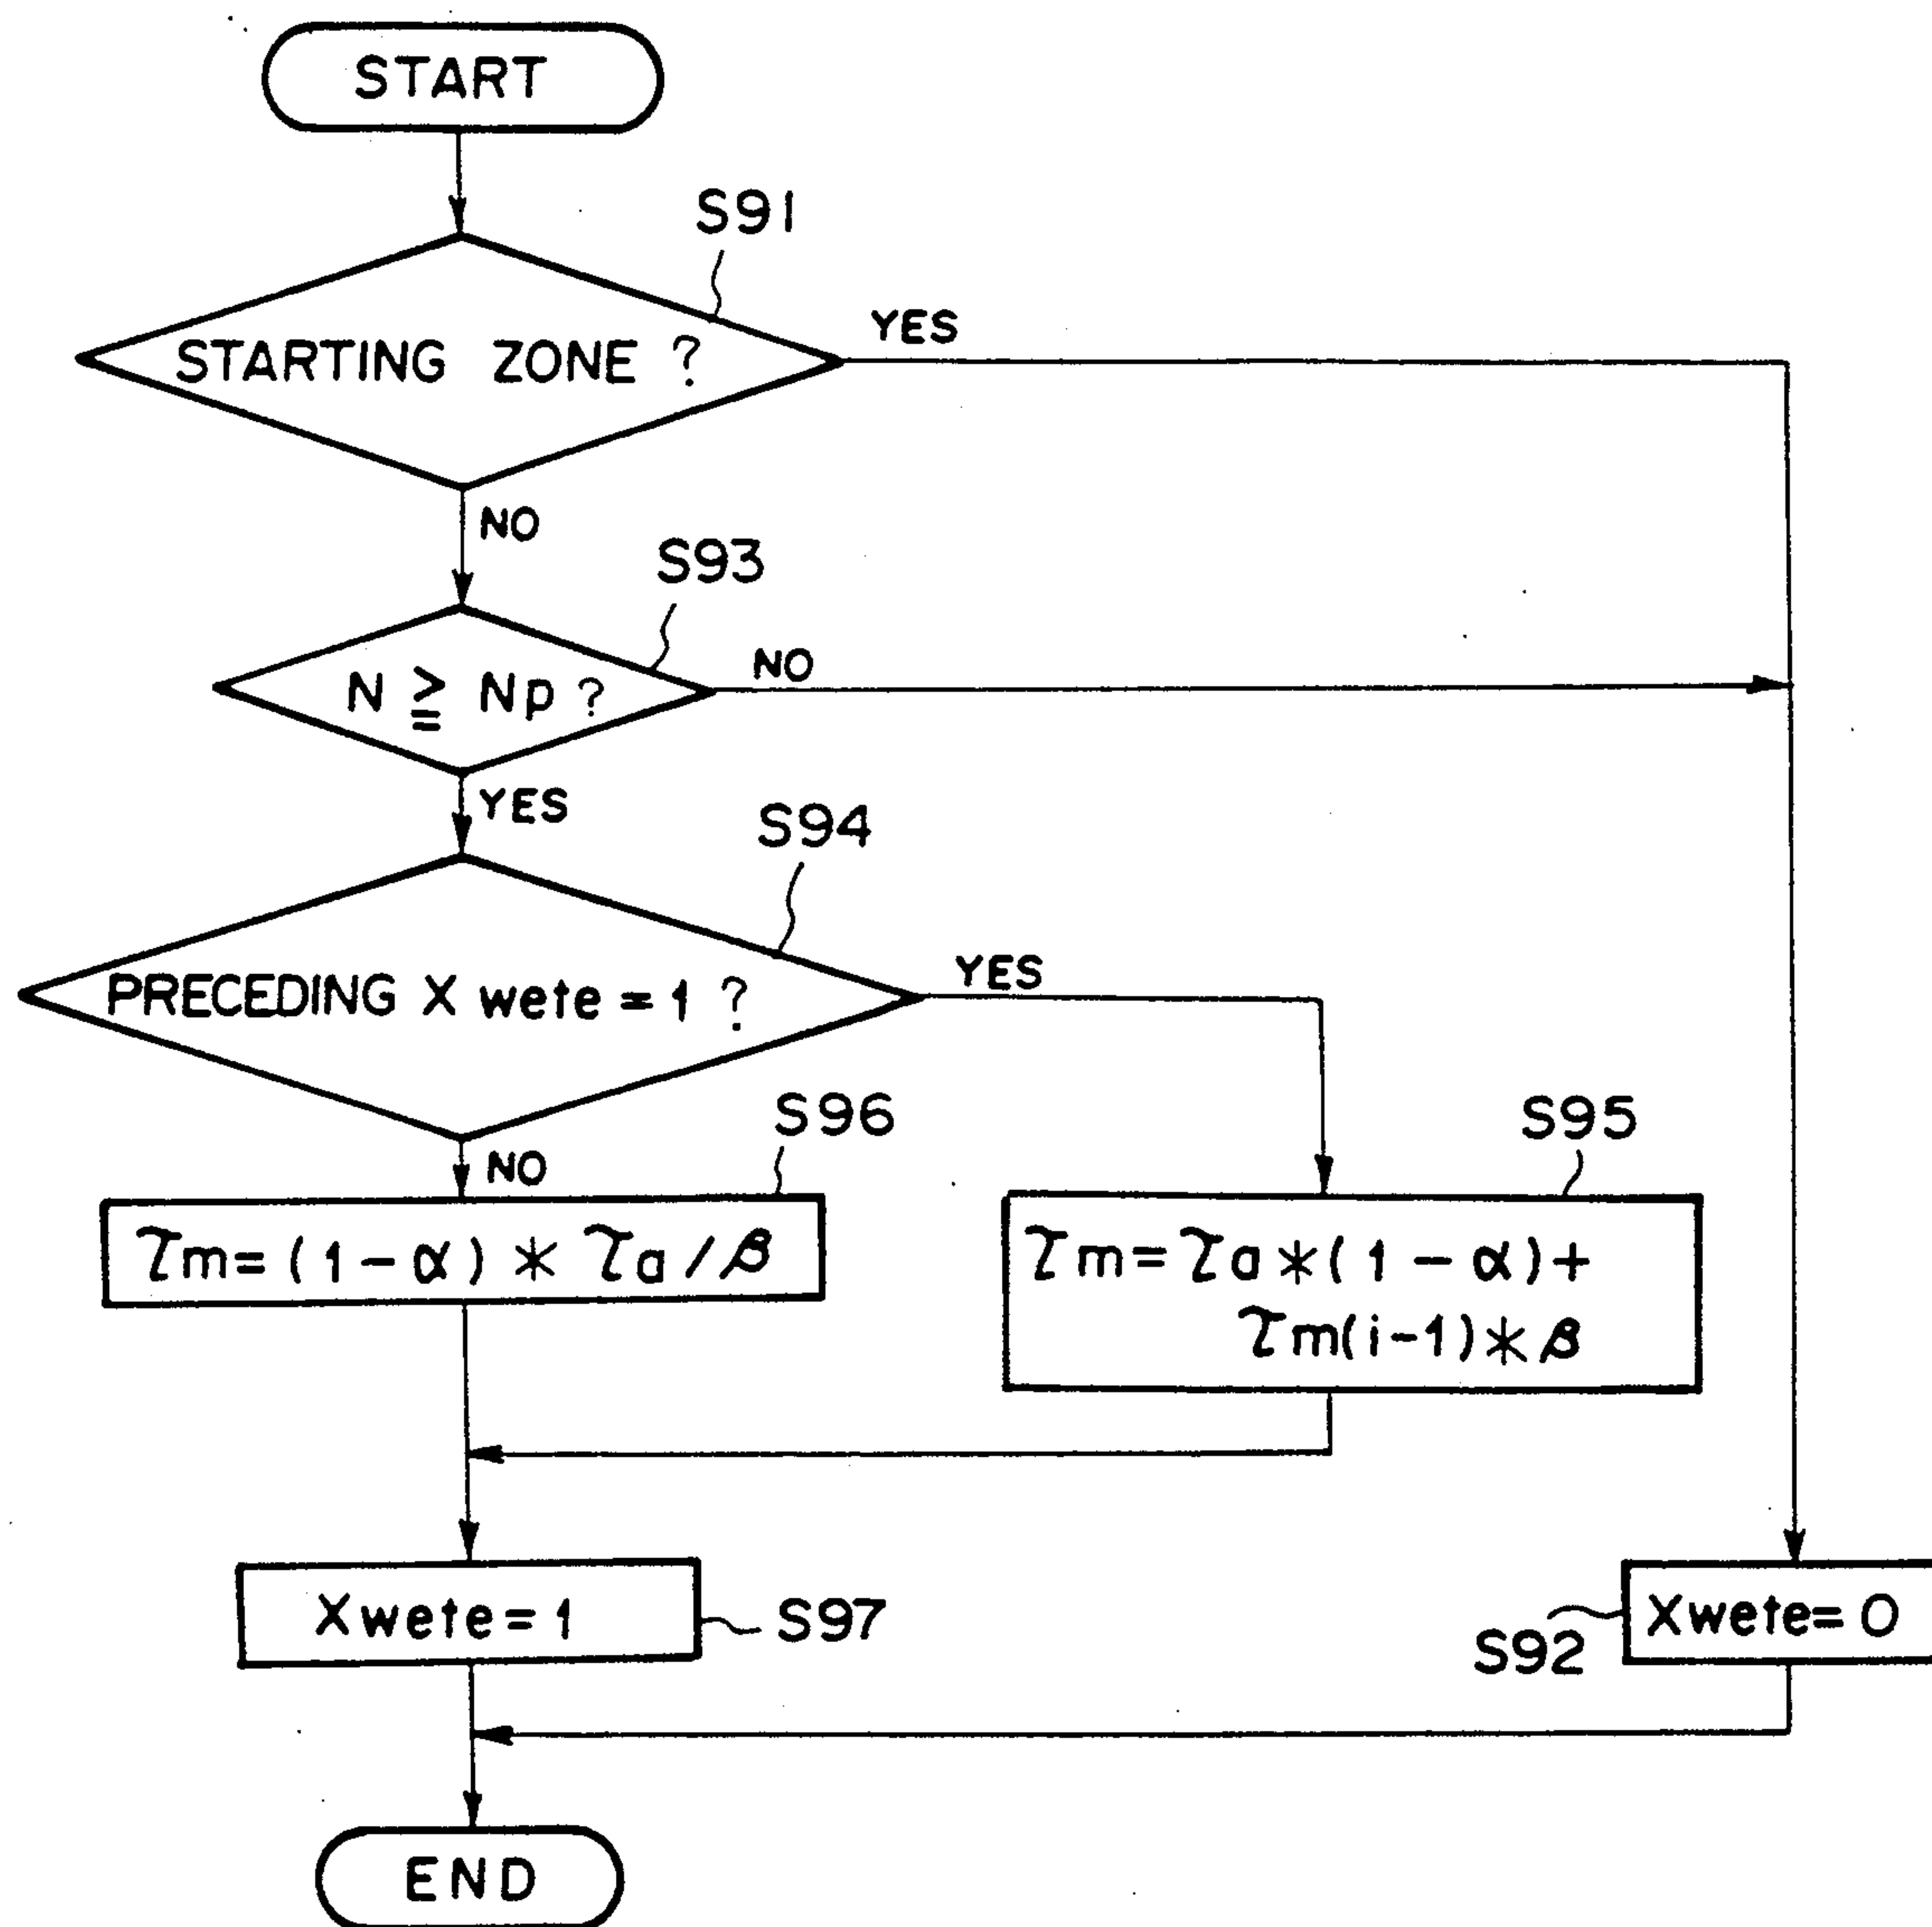 START
S91
STARTING ZONE ?
YES
NO
S93
N ≧ Np ?
NO
YES
S94
PRECEDING X wete = 1 ?
YES
NO
S96
S95
τm = (1 - α) * τa / β
τm = τa * (1 - α) +
τm(i-1) * β
Xwete = 1
S97
S92
Xwete = 0
END